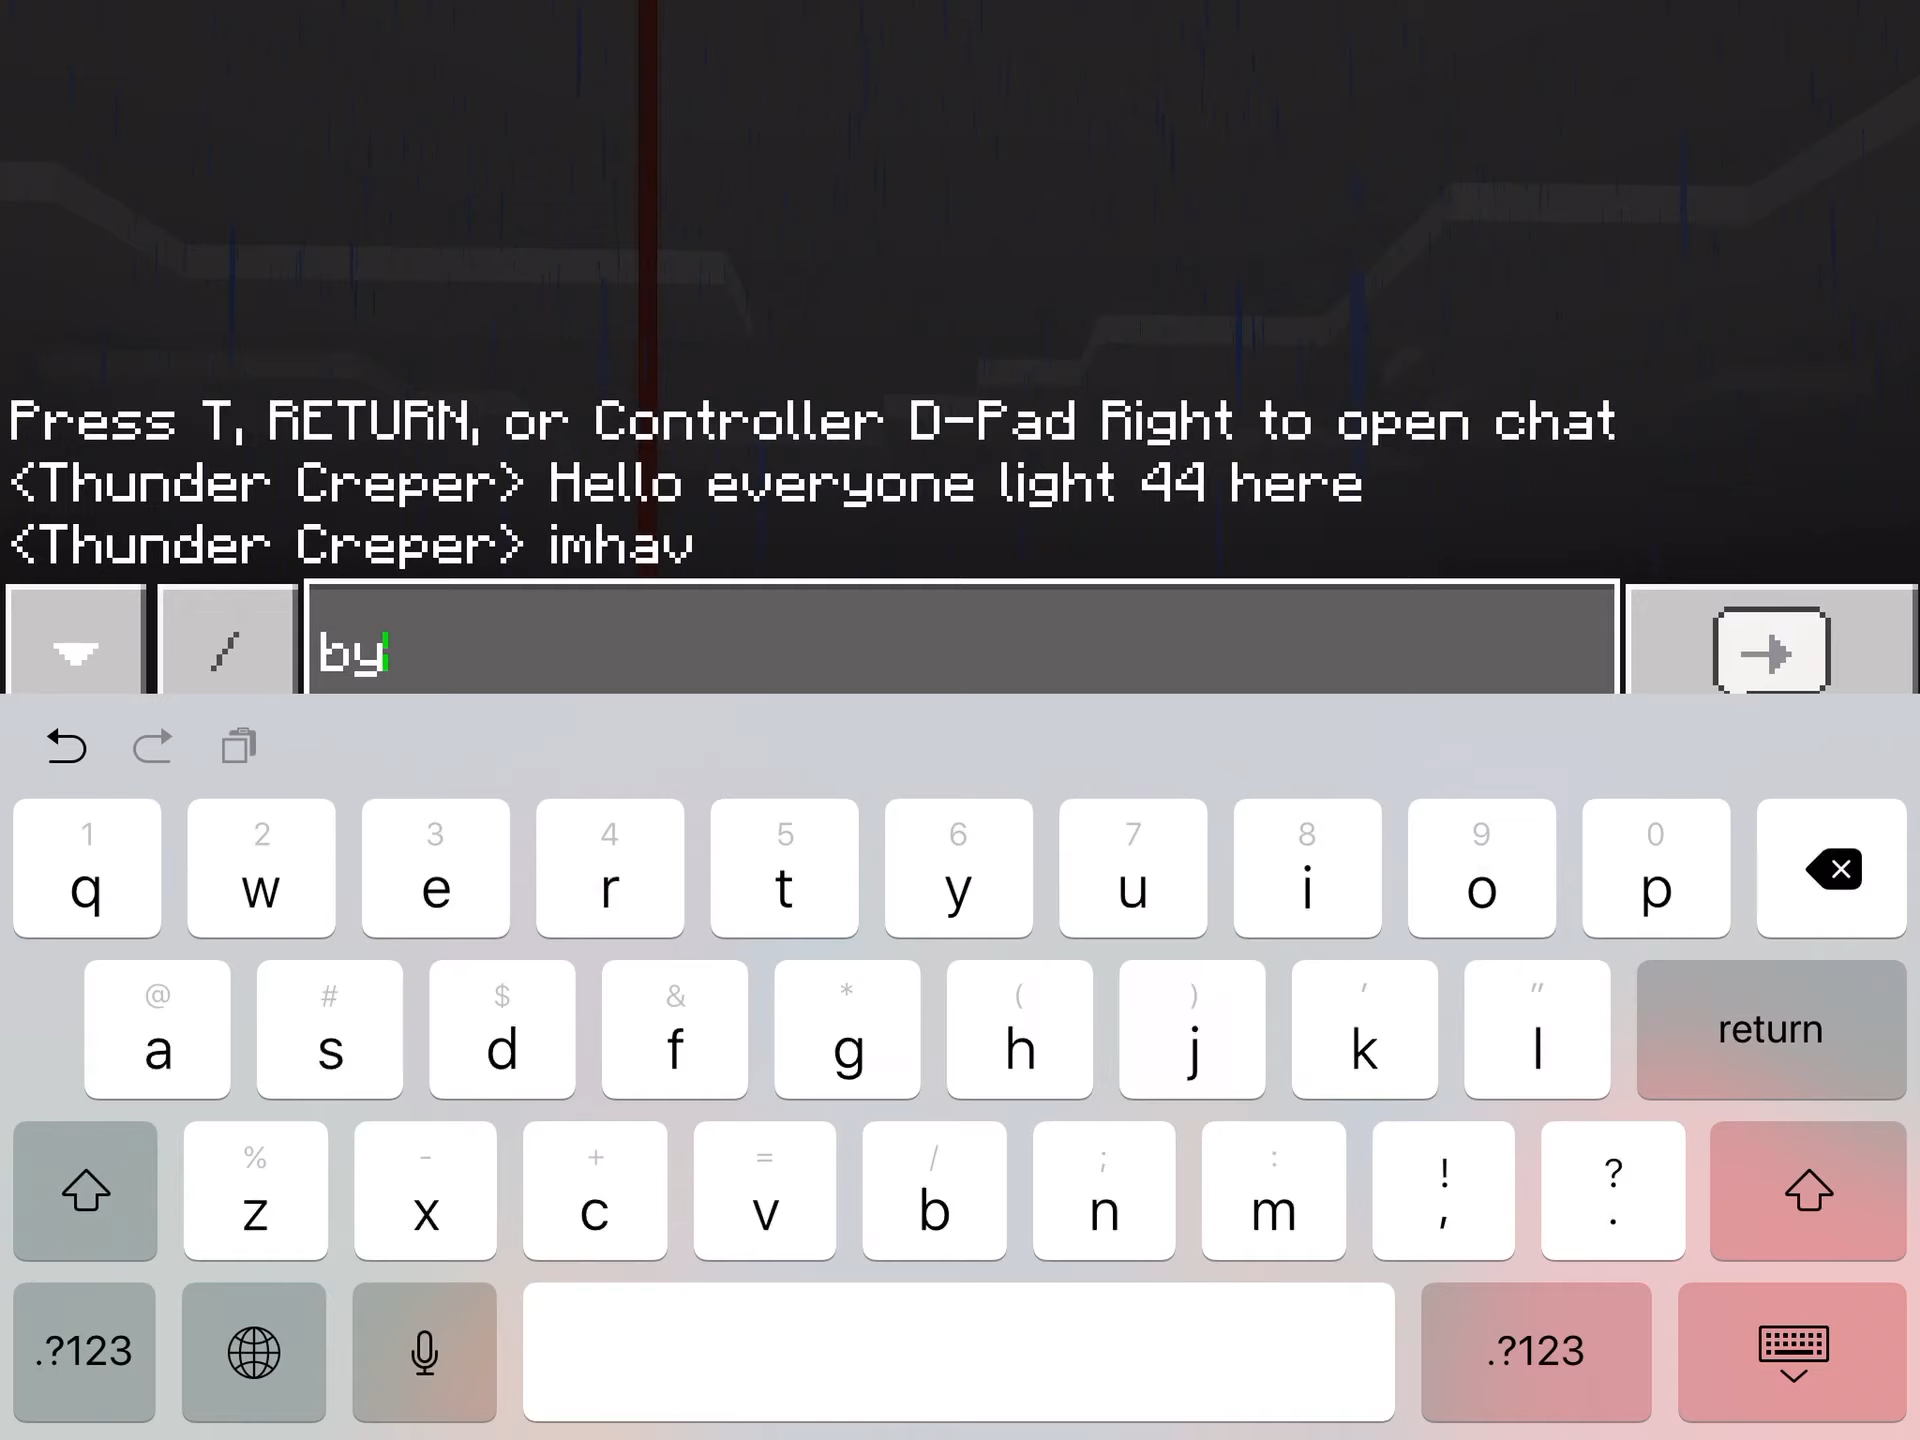 Press T, RETURN, or Controller D-Pad Right to open chat
<Thunder Creper> Hello everyone light 44 here
<Thunder Creper> imhav
/ by
1 2 3 4 5 6 7 8 9 0
q w e r t y u i o p
@ # $ & * ( ) ' "
a s d f g h j k l return
% - + = / ; : ! ?
z x c v b n m , .
.?123 .?123